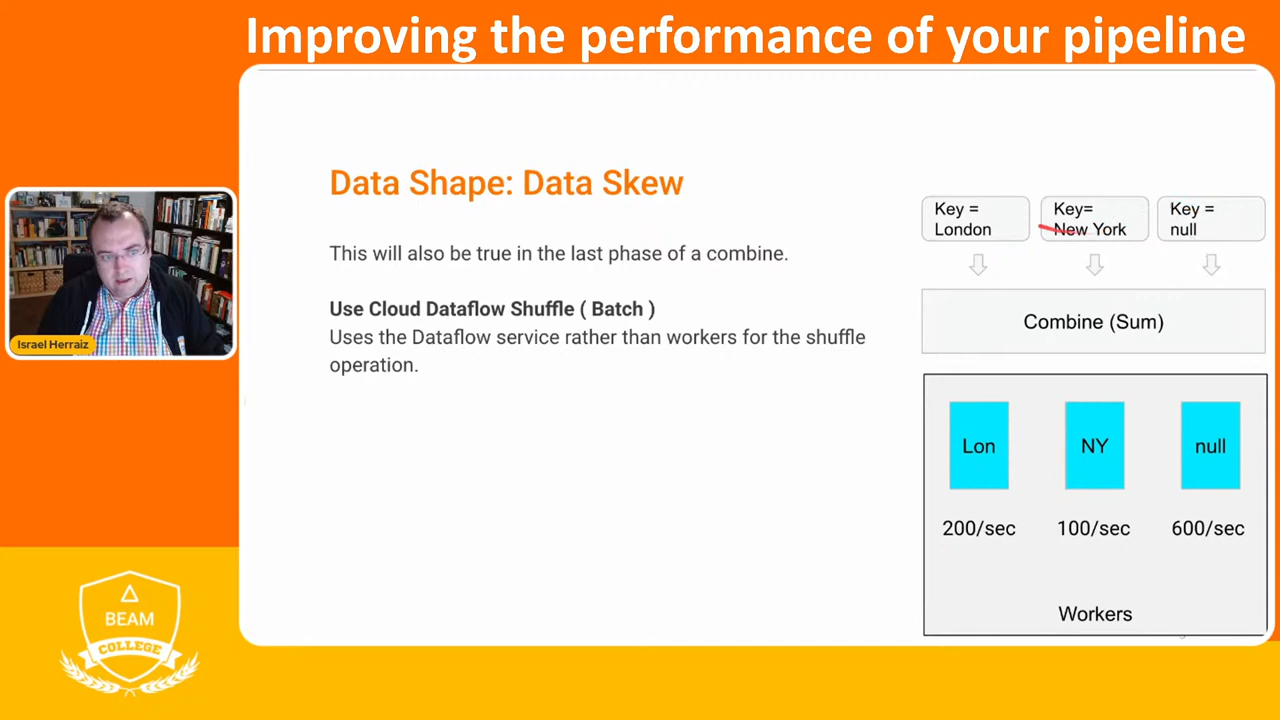 Improving the performance of your pipeline
Data Shape: Data Skew
This will also be true in the last phase of a combine.
Use Cloud Dataflow Shuffle ( Batch )
Uses the Dataflow service rather than workers for the shuffle
operation.
Key =
London
Key=
New York
Key =
null
Combine (Sum)
Lon
NY
null
200/sec
100/sec
600/sec
Workers
Israel Herraiz
BEAM
COLLEGE